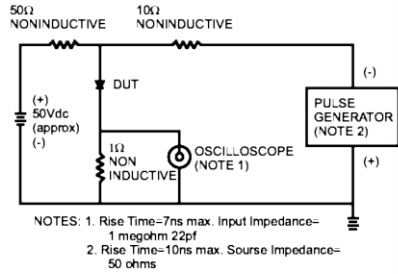 50Ω
NONINDUCTIVE
10Ω
NONINDUCTIVE
(+)
50Vdc
(approx)
(-)
DUT
1Ω
NON
INDUCTIVE
OSCILLOSCOPE
(NOTE 1)
(-)
PULSE
GENERATOR
(NOTE 2)
(+)
NOTES: 1. Rise Time=7ns max. Input Impedance=
1 megohm 22pf
2. Rise Time=10ns max. Sourse Impedance=
50 ohms